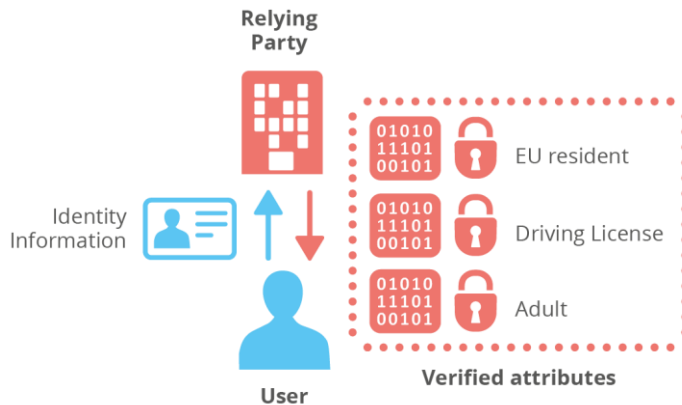 Relying
Party
01010
11101
00101
EU resident
Identity
Information
01010
11101
00101
Driving License
01010
11101
00101
Adult
Verified attributes
User